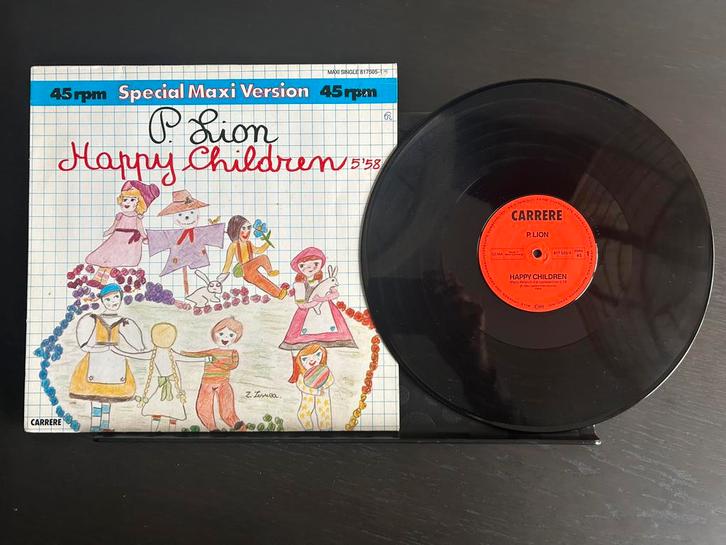 MAXI SINGLE 817505-1
45 rpm Special Maxi Version 45 rpm
P. Lion
Happy Children 5'58
CARRERE
CARRERE
P. LION
45
HAPPY CHILDREN